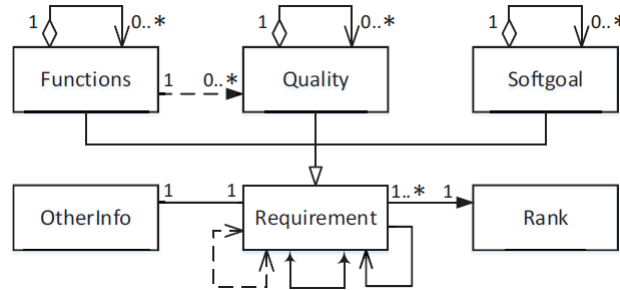 1 0..* 1 0..* 1 0..*
Functions 1 0..* Quality Softgoal
OtherInfo 1 1 Requirement 1..* 1 Rank